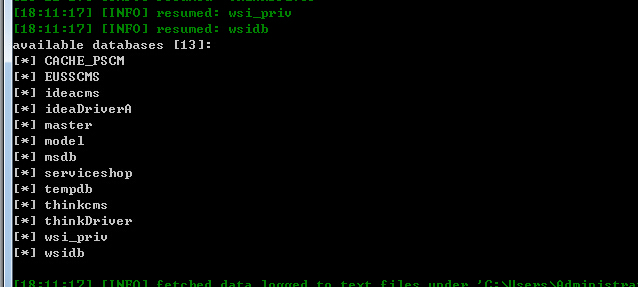 [18:11:17] [INFO] resumed: wsi_priv
[18:11:17] [INFO] resumed: wsidb
available databases [13]:
[*] CACHE_PSCM
[*] EUSSCMS
[*] ideacms
[*] ideaDriverA
[*] master
[*] model
[*] msdb
[*] serviceshop
[*] tempdb
[*] thinkcms
[*] thinkDriver
[*] wsi_priv
[*] wsidb
[18:11:17] [INFO] fetched data logged to text files under 'C:\Users\Administra